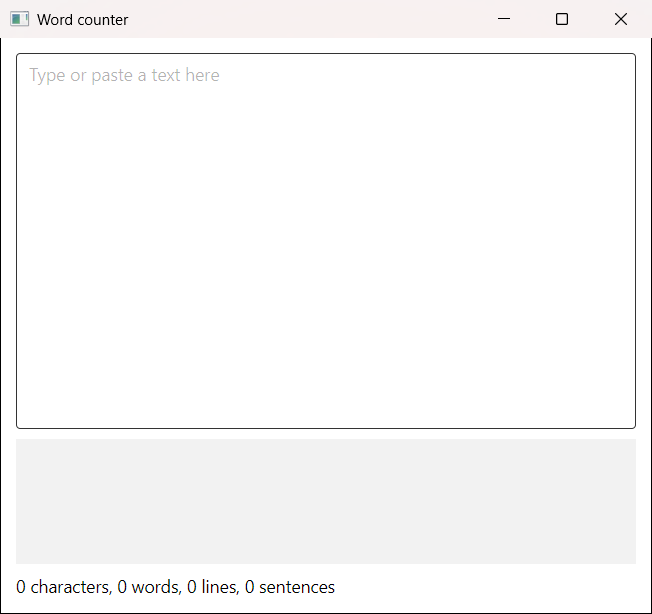 Word counter
Type or paste a text here
0 characters, 0 words, 0 lines, 0 sentences